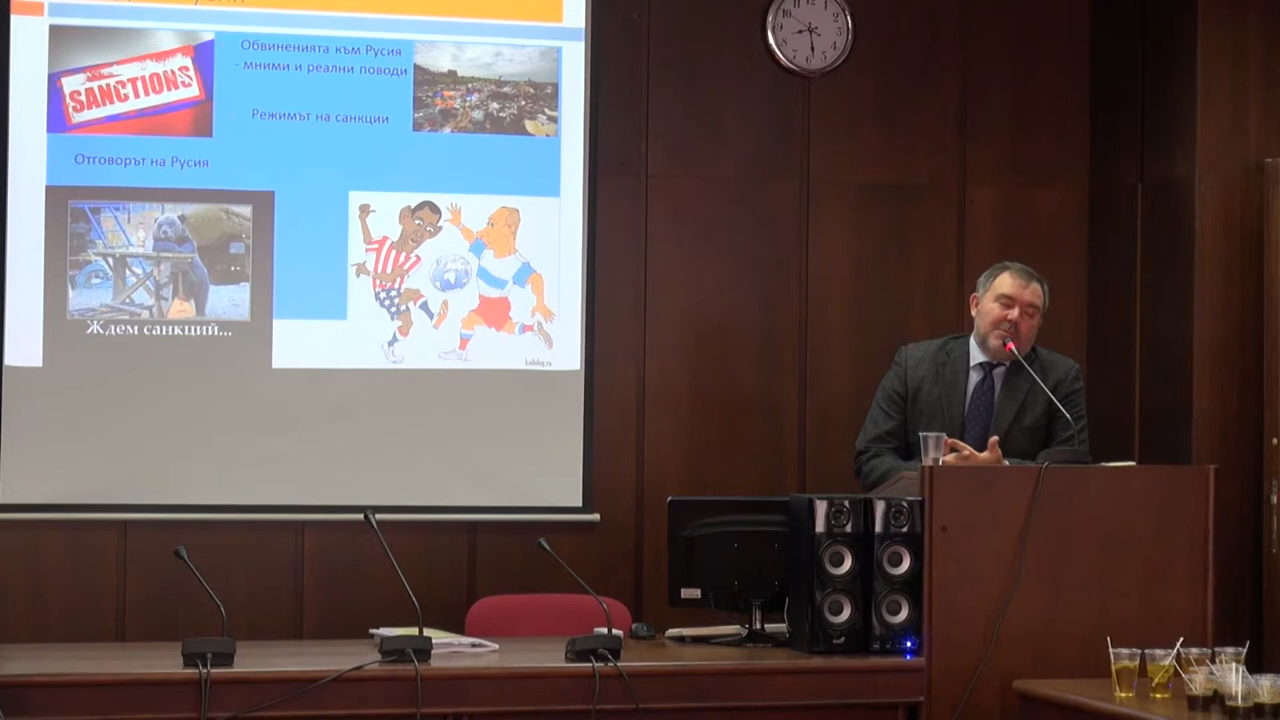 SANCTIONS
Обвиненията към Русия
- мними и реални поводи
Режимът на санкции
Отговорът на Русия
Ждем санкций...